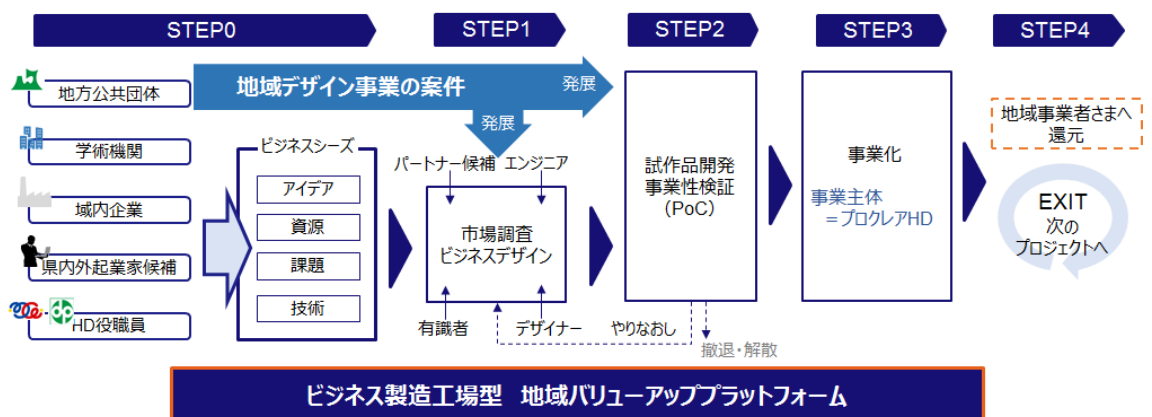 STEP0
STEP1
STEP2
STEP3
STEP4
地方公共団体
学術機関
域内企業
県内外起業家候補
HD役職員
地域デザイン事業の案件
発展
発展
ビジネスシーズ
アイデア
資源
課題
技術
パートナー候補
エンジニア
市場調査
ビジネスデザイン
有識者
デザイナー
やりなおし
試作品開発
事業性検証
（PoC）
撤退・解散
事業化
事業主体
＝プロクレアHD
地域事業者さまへ
還元
EXIT
次の
プロジェクトへ
ビジネス製造工場型　地域バリューアッププラットフォーム